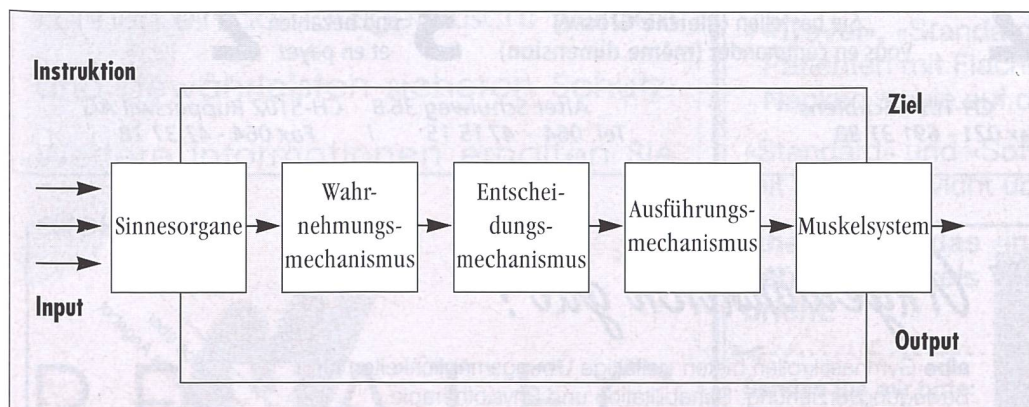 Instruktion
Ziel
Sinnesorgane
Wahr-
nehmungs-
mechanismus
Entschei-
dungs-
mechanismus
Ausführungs-
mechanismus
Muskelsystem
Input
Output